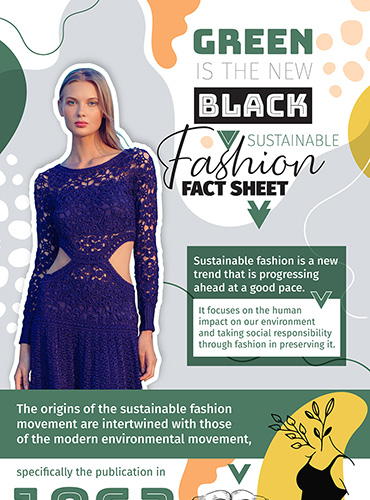 GREEN
IS THE NEW
BLACK
SUSTAINABLE
Fashion
FACT SHEET
Sustainable fashion is a new
trend that is progressing
ahead at a good pace.
It focuses on the human
impact on our environment
and taking social responsibility
through fashion in preserving it.
The origins of the sustainable fashion
movement are intertwined with those
of the modern environmental movement,
specifically the publication in